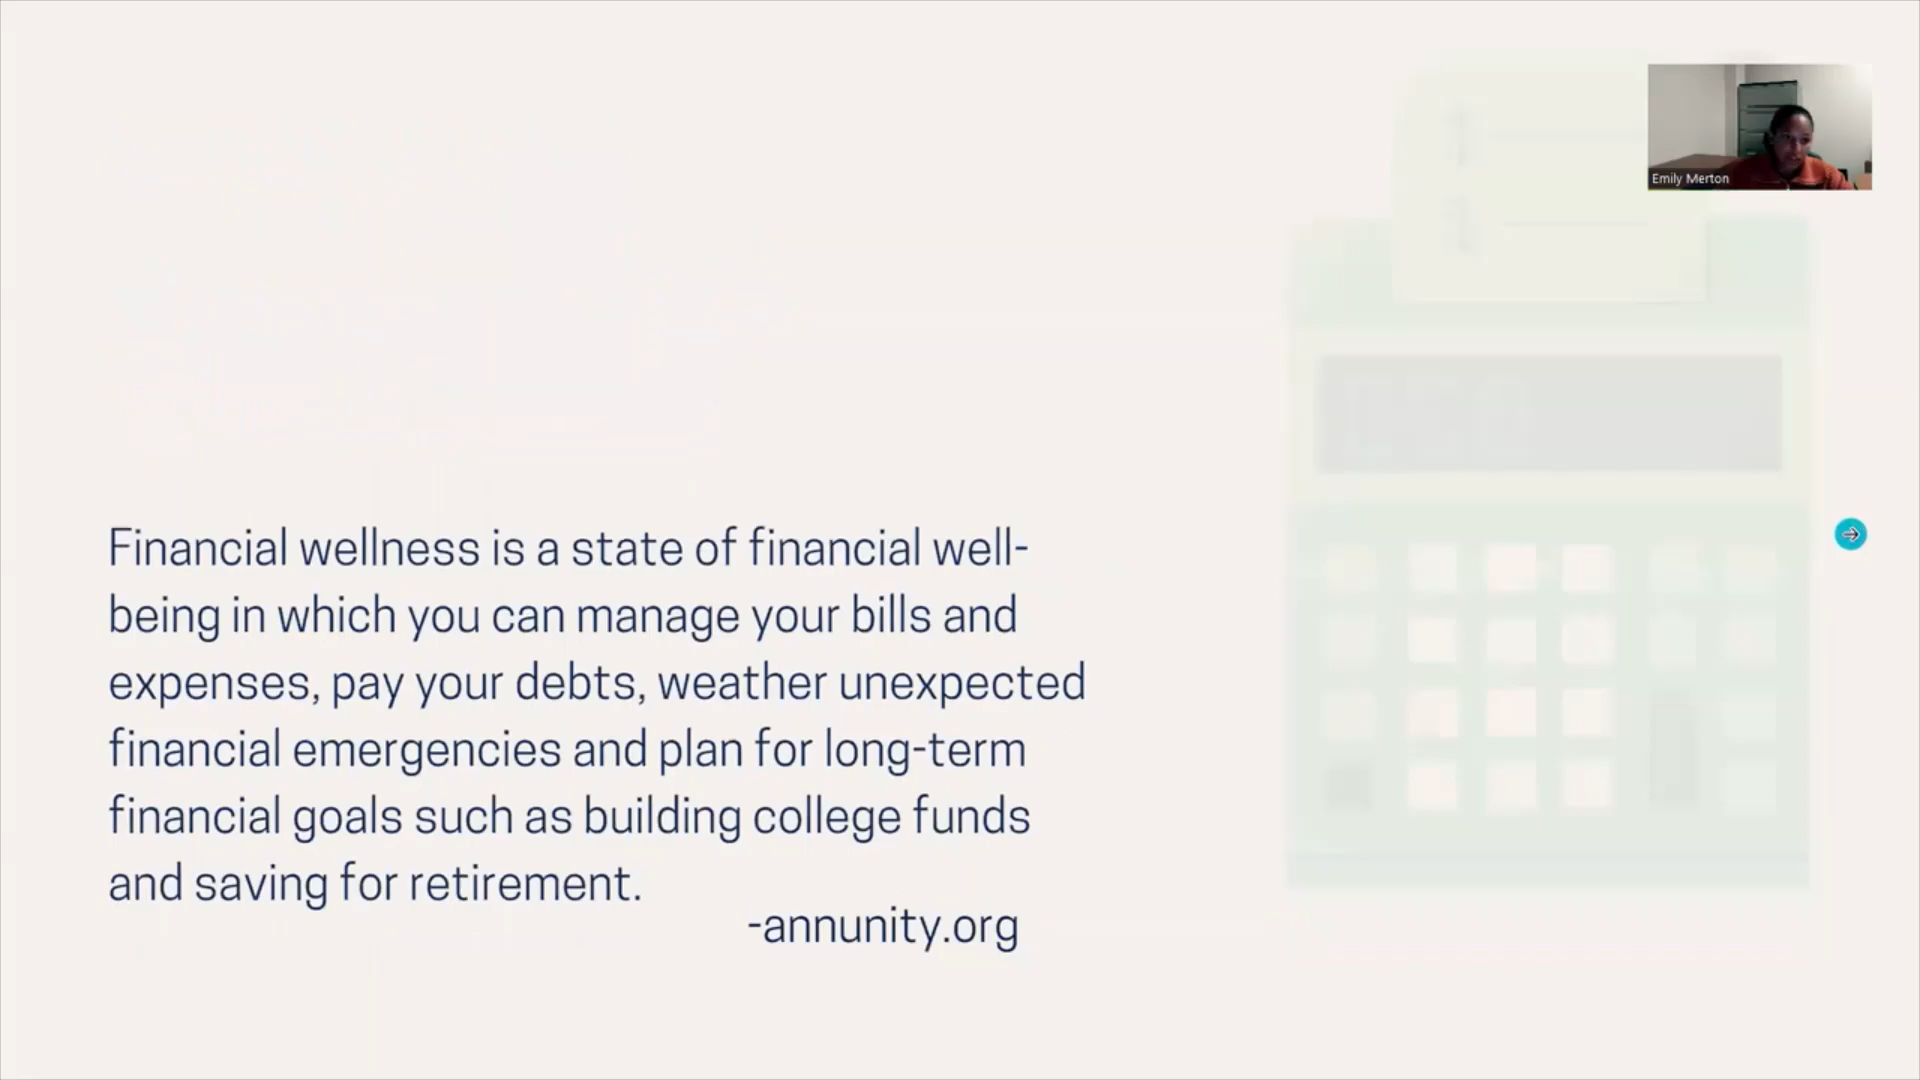 Emily Merton
Financial wellness is a state of financial well-
being in which you can manage your bills and
expenses, pay your debts, weather unexpected
financial emergencies and plan for long-term
financial goals such as building college funds
and saving for retirement.
-annunity.org